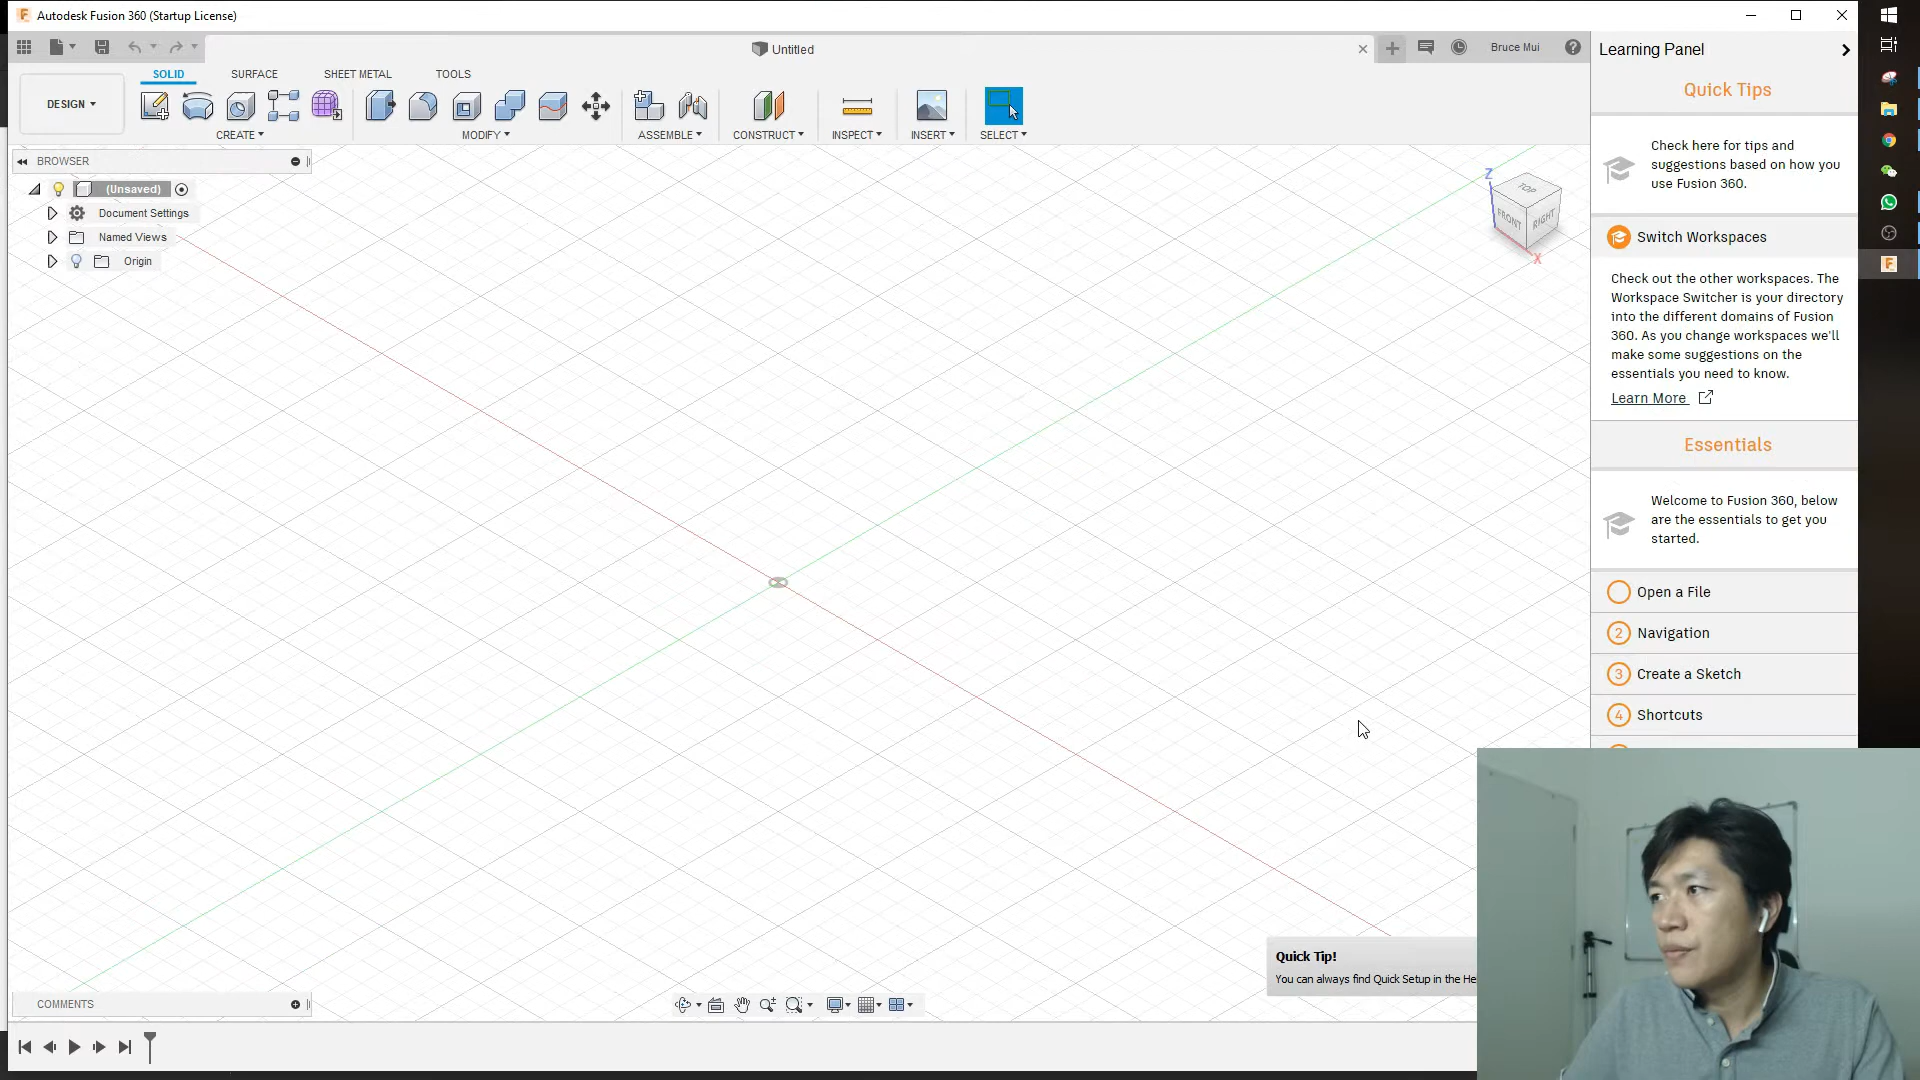 Autodesk Fusion 360 (Startup License)
Untitled
Bruce Mui
Learning Panel
SOLID
SURFACE
SHEET METAL
TOOLS
DESIGN
CREATE
MODIFY
ASSEMBLE
CONSTRUCT
INSPECT
INSERT
SELECT
BROWSER
(Unsaved)
Document Settings
Named Views
Origin
Z
TOP
FRONT
RIGHT
X
Quick Tips
Check here for tips and
suggestions based on how you
use Fusion 360.
Switch Workspaces
Check out the other workspaces. The
Workspace Switcher is your directory
into the different domains of Fusion
360. As you change workspaces we'll
make some suggestions on the
essentials you need to know.
Learn More
Essentials
Welcome to Fusion 360, below
are the essentials to get you
started.
Open a File
2 Navigation
3 Create a Sketch
4 Shortcuts
Quick Tip!
You can always find Quick Setup in the He
COMMENTS